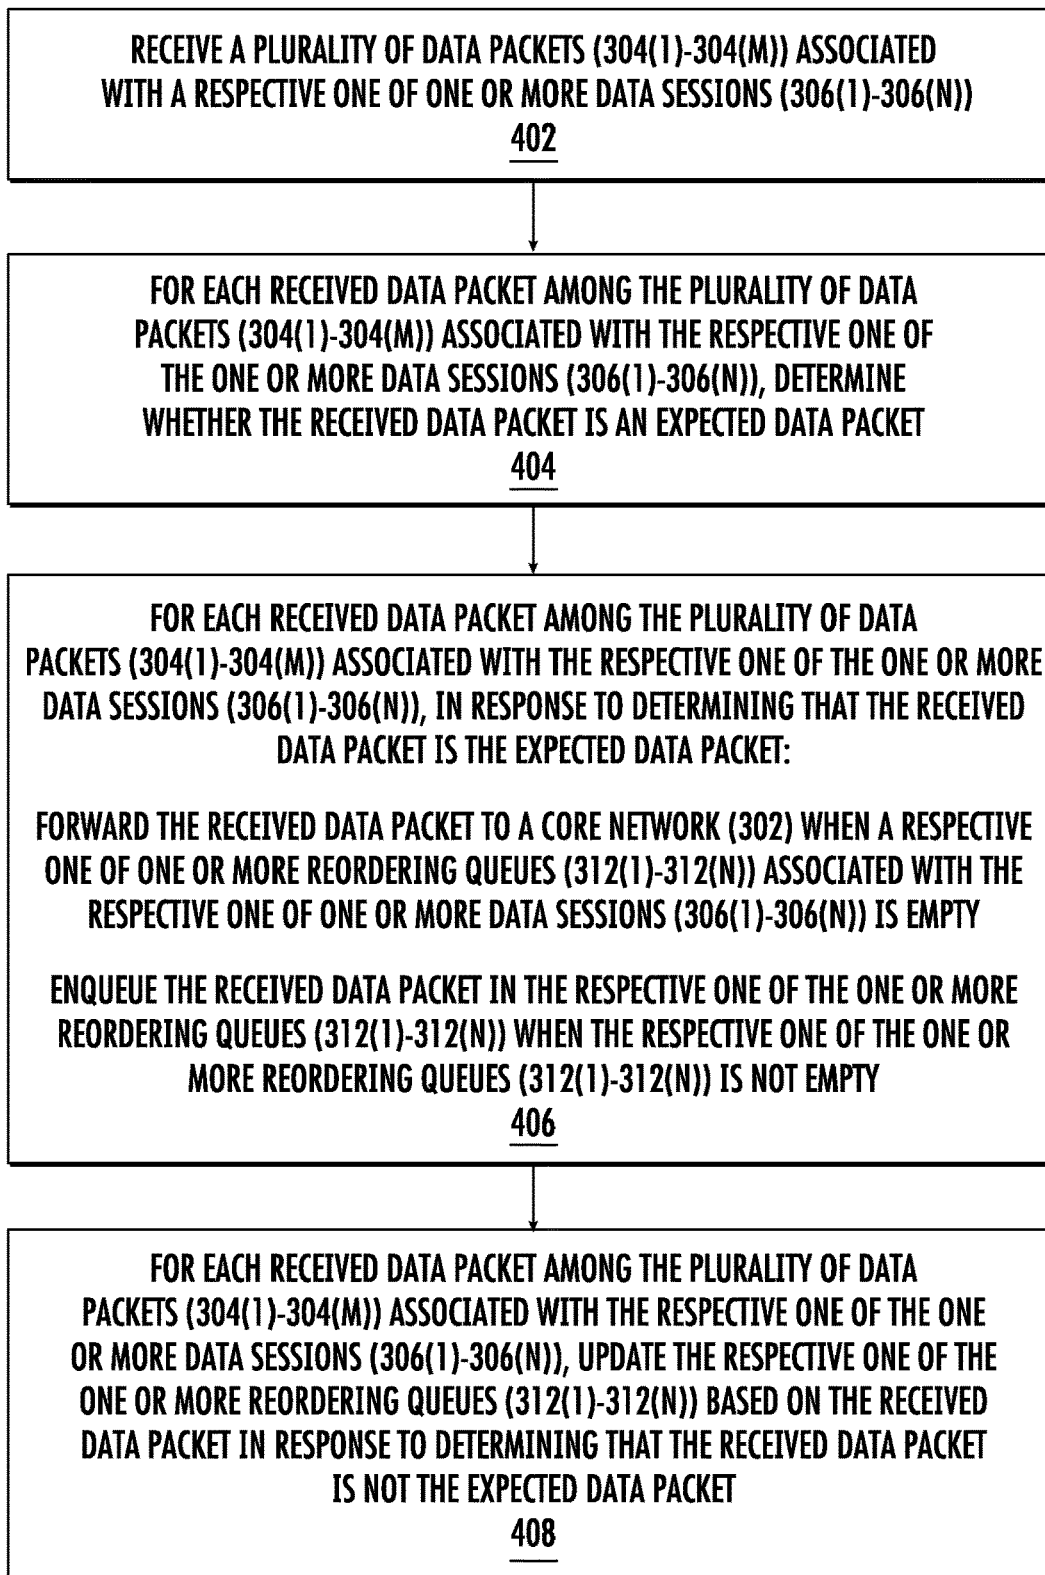 RECEIVE A PLURALITY OF DATA PACKETS (304(1)-304(M)) ASSOCIATED
WITH A RESPECTIVE ONE OF ONE OR MORE DATA SESSIONS (306(1)-306(N))
402
FOR EACH RECEIVED DATA PACKET AMONG THE PLURALITY OF DATA
PACKETS (304(1)-304(M)) ASSOCIATED WITH THE RESPECTIVE ONE OF
THE ONE OR MORE DATA SESSIONS (306(1)-306(N)), DETERMINE
WHETHER THE RECEIVED DATA PACKET IS AN EXPECTED DATA PACKET
404
FOR EACH RECEIVED DATA PACKET AMONG THE PLURALITY OF DATA
PACKETS (304(1)-304(M)) ASSOCIATED WITH THE RESPECTIVE ONE OF THE ONE OR MORE
DATA SESSIONS (306(1)-306(N)), IN RESPONSE TO DETERMINING THAT THE RECEIVED
DATA PACKET IS THE EXPECTED DATA PACKET:
FORWARD THE RECEIVED DATA PACKET TO A CORE NETWORK (302) WHEN A RESPECTIVE
ONE OF ONE OR MORE REORDERING QUEUES (312(1)-312(N)) ASSOCIATED WITH THE
RESPECTIVE ONE OF ONE OR MORE DATA SESSIONS (306(1)-306(N)) IS EMPTY
ENQUEUE THE RECEIVED DATA PACKET IN THE RESPECTIVE ONE OF THE ONE OR MORE
REORDERING QUEUES (312(1)-312(N)) WHEN THE RESPECTIVE ONE OF THE ONE OR
MORE REORDERING QUEUES (312(1)-312(N)) IS NOT EMPTY
406
FOR EACH RECEIVED DATA PACKET AMONG THE PLURALITY OF DATA
PACKETS (304(1)-304(M)) ASSOCIATED WITH THE RESPECTIVE ONE OF THE ONE
OR MORE DATA SESSIONS (306(1)-306(N)), UPDATE THE RESPECTIVE ONE OF THE
ONE OR MORE REORDERING QUEUES (312(1)-312(N)) BASED ON THE RECEIVED
DATA PACKET IN RESPONSE TO DETERMINING THAT THE RECEIVED DATA PACKET
IS NOT THE EXPECTED DATA PACKET
408